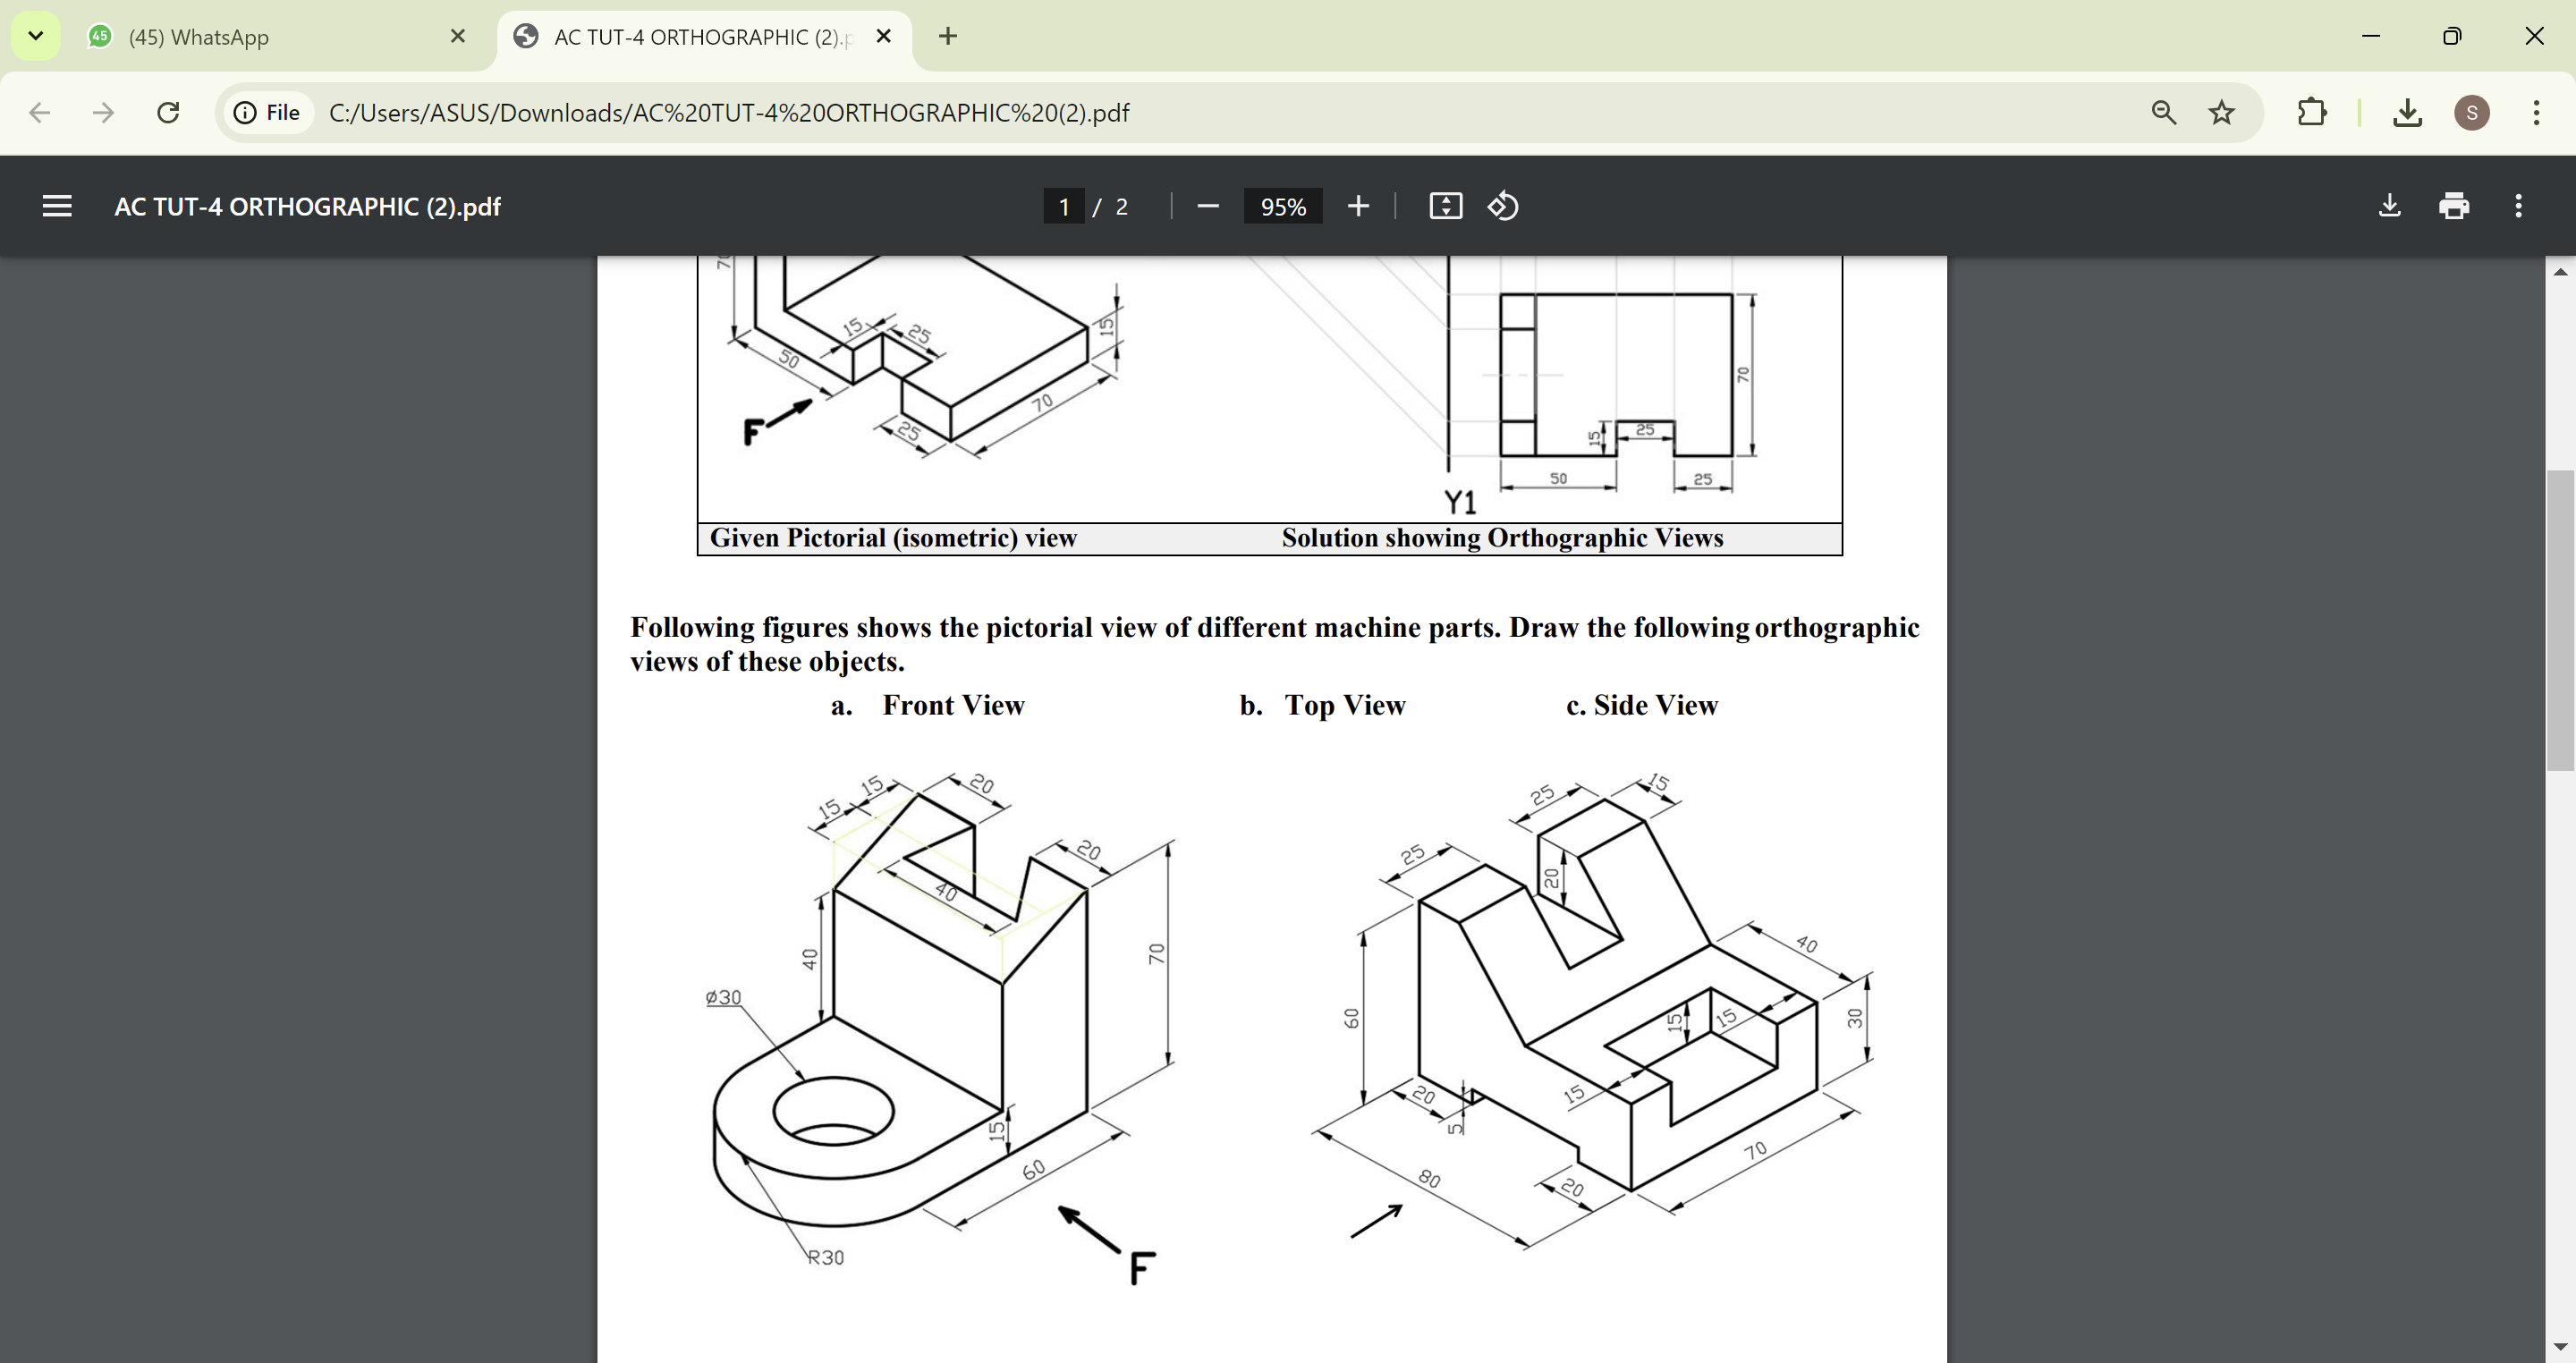 45
(45) WhatsApp
AC TUT-4 ORTHOGRAPHIC (2).p
File
C:/Users/ASUS/Downloads/AC%20TUT-4%20ORTHOGRAPHIC%20(2).pdf
S
AC TUT-4 ORTHOGRAPHIC (2).pdf
1 / 2
95%
15
25
15
50
70
25
F
70
15
25
50
25
Y1
Given Pictorial (isometric) view
Solution showing Orthographic Views
Following figures shows the pictorial view of different machine parts. Draw the following orthographic
views of these objects.
a. Front View
b. Top View
c. Side View
15
15
20
20
40
40
70
ø30
15
60
R30
F
25
15
25
20
40
60
15
15
30
20
15
5
70
80
20